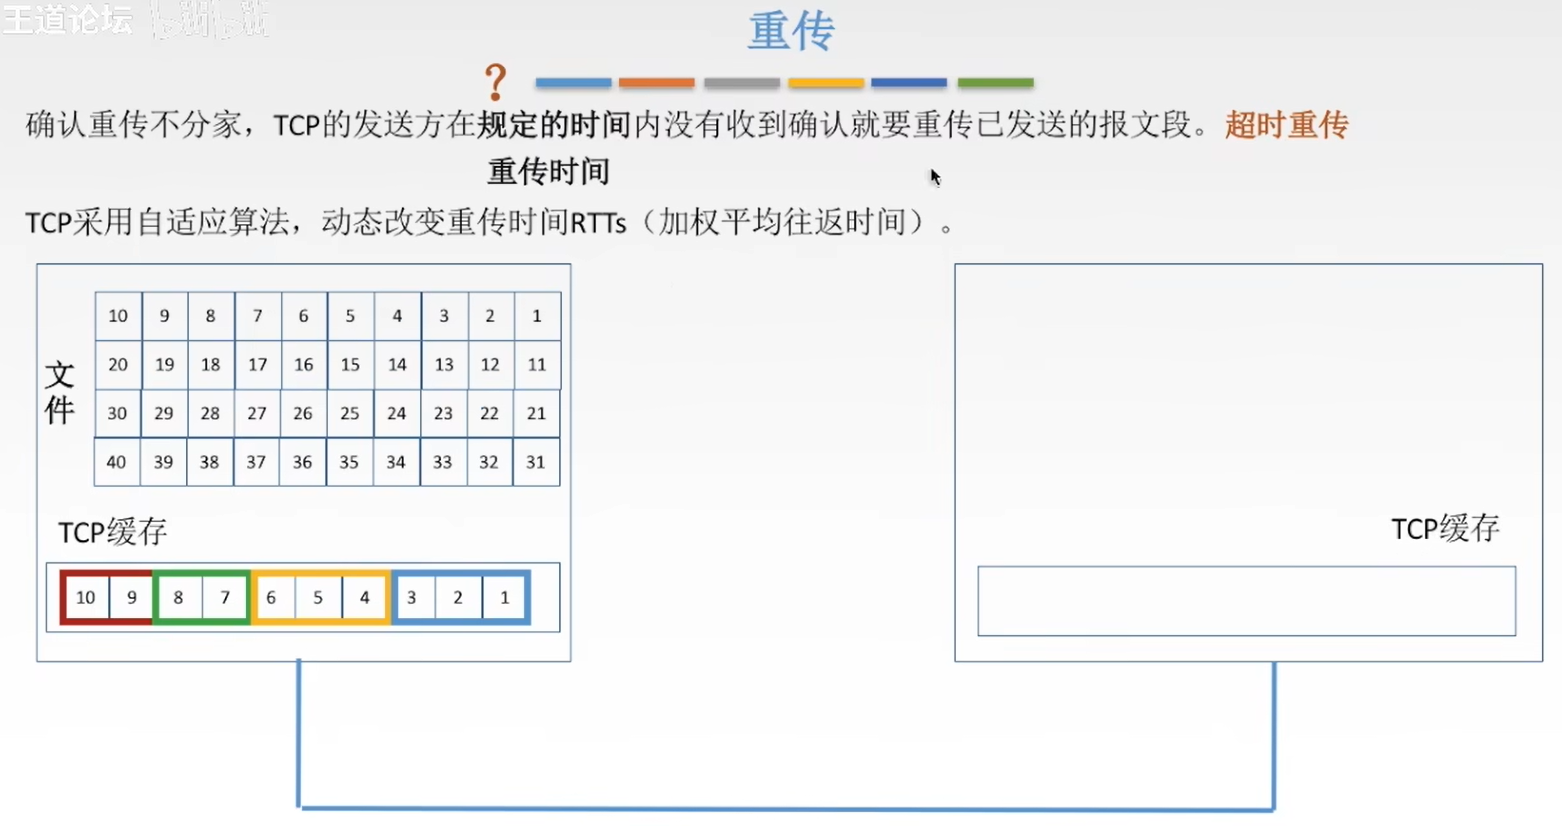 王道论坛 bilibili
重传
?
确认重传不分家，TCP的发送方在规定的时间内没有收到确认就要重传已发送的报文段。超时重传
重传时间
TCP采用自适应算法，动态改变重传时间RTTs（加权平均往返时间）。
文件
10 9 8 7 6 5 4 3 2 1
20 19 18 17 16 15 14 13 12 11
30 29 28 27 26 25 24 23 22 21
40 39 38 37 36 35 34 33 32 31
TCP缓存
TCP缓存
10 9 8 7 6 5 4 3 2 1